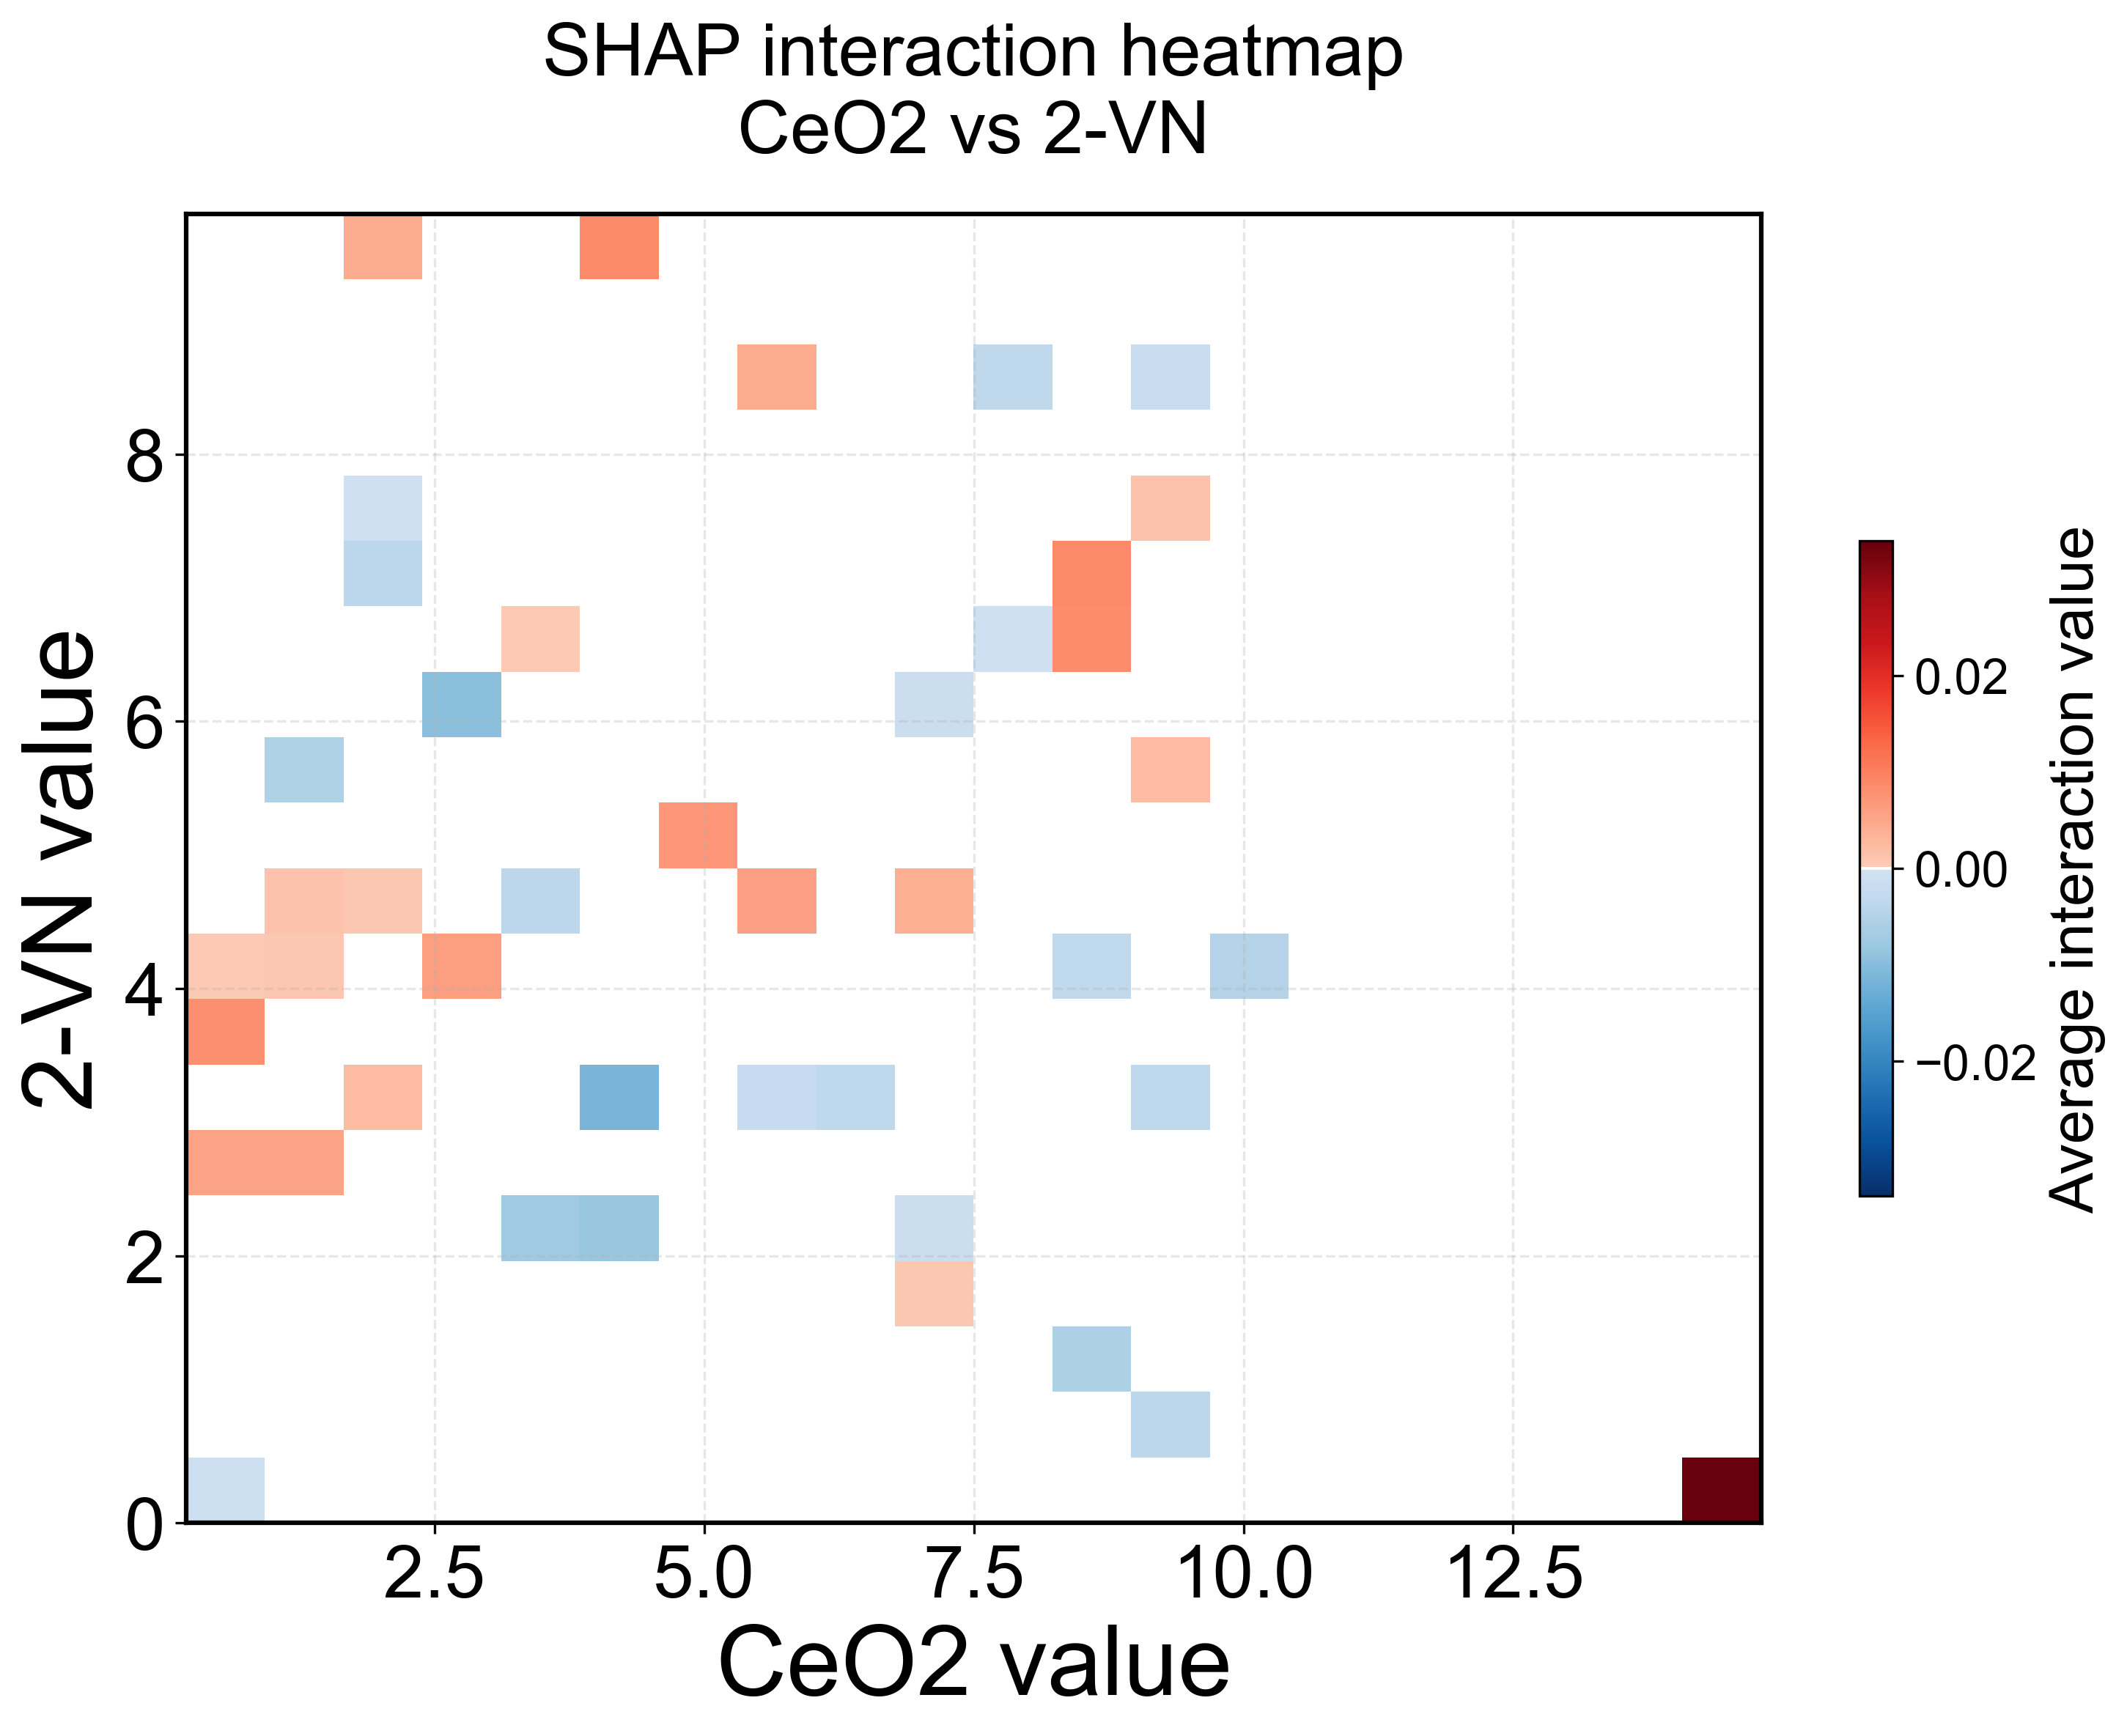 SHAP interaction heatmap
CeO2 vs 2-VN
2-VN value
8
6
4
2
0
2.5 5.0 7.5 10.0 12.5
CeO2 value
0.02
0.00
−0.02
Average interaction value